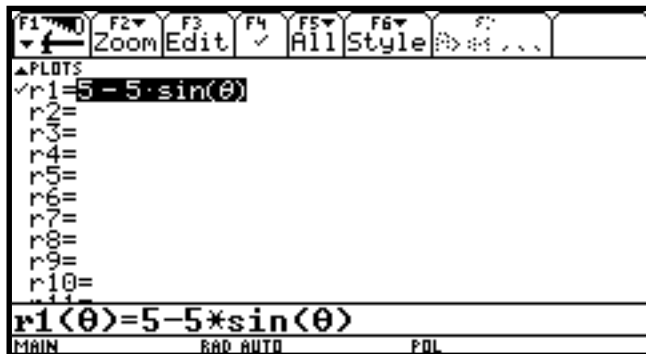 F1 F2 Zoom F3 Edit F4 ✓ F5 All F6 Style F7
PLOTS
✓r1=5-5·sin(θ)
r2=
r3=
r4=
r5=
r6=
r7=
r8=
r9=
r10=
r1(θ)=5-5*sin(θ)
MAIN RAD AUTO POL